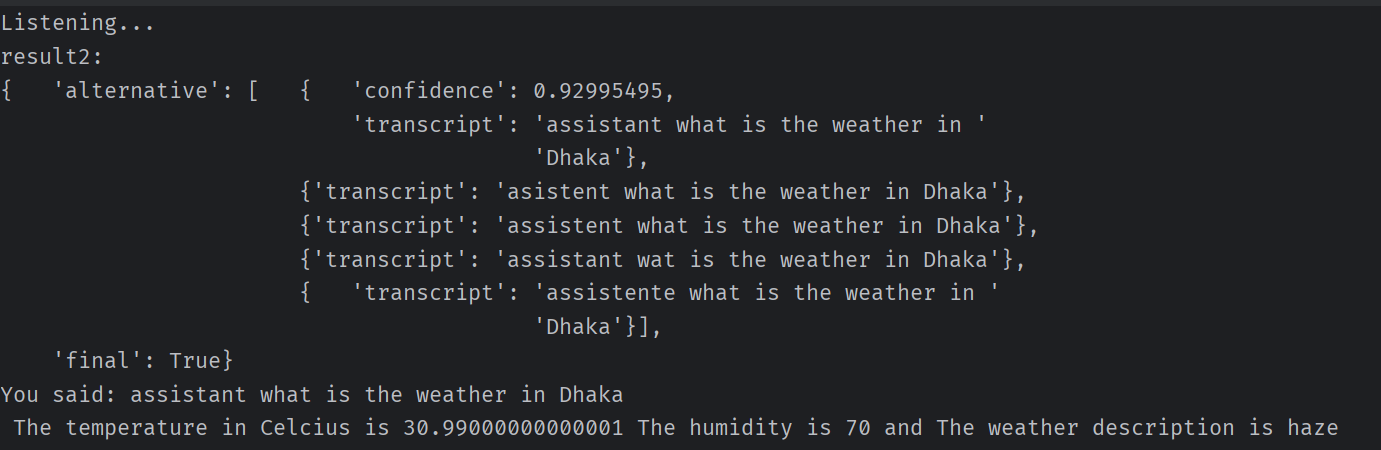 Listening...
result2:
{   'alternative': [   {   'confidence': 0.92995495,
                           'transcript': 'assistant what is the weather in '
                                         'Dhaka'},
                       {'transcript': 'asistent what is the weather in Dhaka'},
                       {'transcript': 'assistent what is the weather in Dhaka'},
                       {'transcript': 'assistant wat is the weather in Dhaka'},
                       {   'transcript': 'assistente what is the weather in '
                                         'Dhaka'}],
    'final': True}
You said: assistant what is the weather in Dhaka
 The temperature in Celcius is 30.99000000000001 The humidity is 70 and The weather description is haze